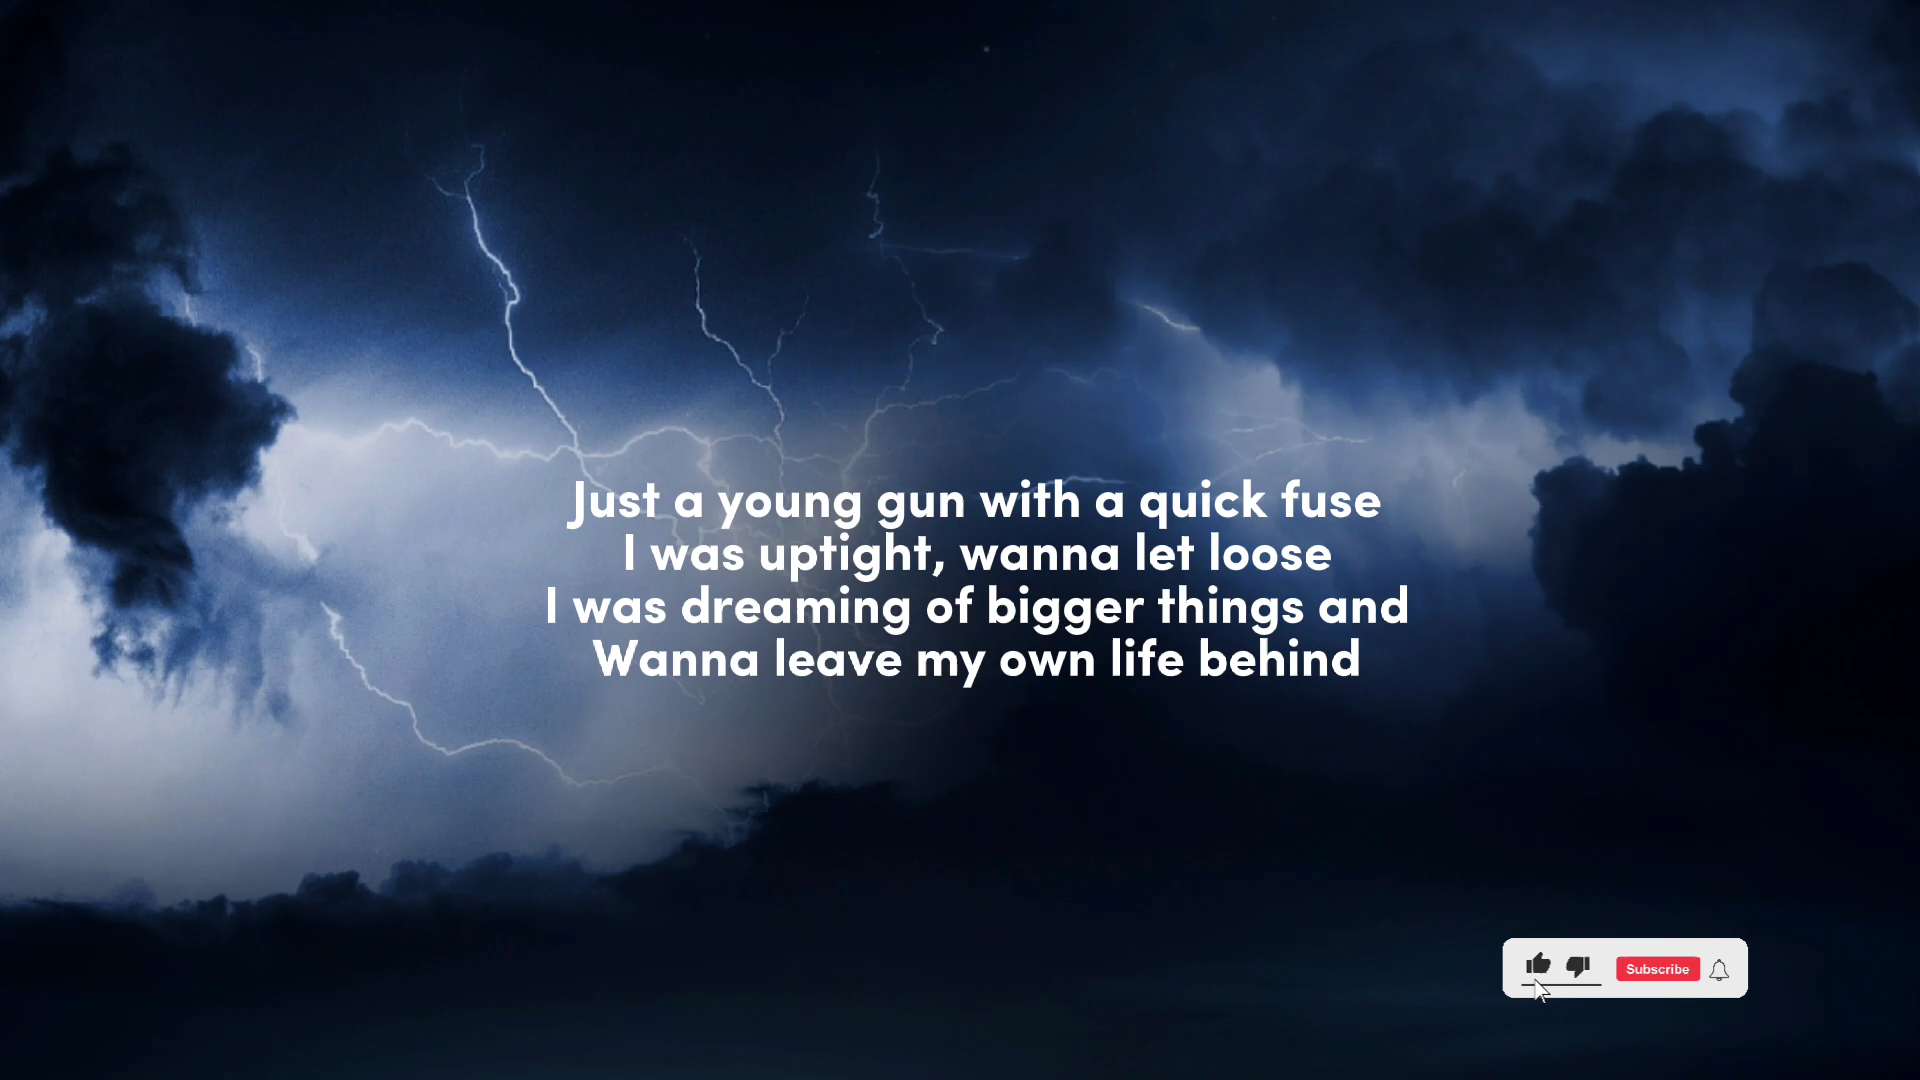 Just a young gun with a quick fuse
I was uptight, wanna let loose
I was dreaming of bigger things and
Wanna leave my own life behind
Subscribe